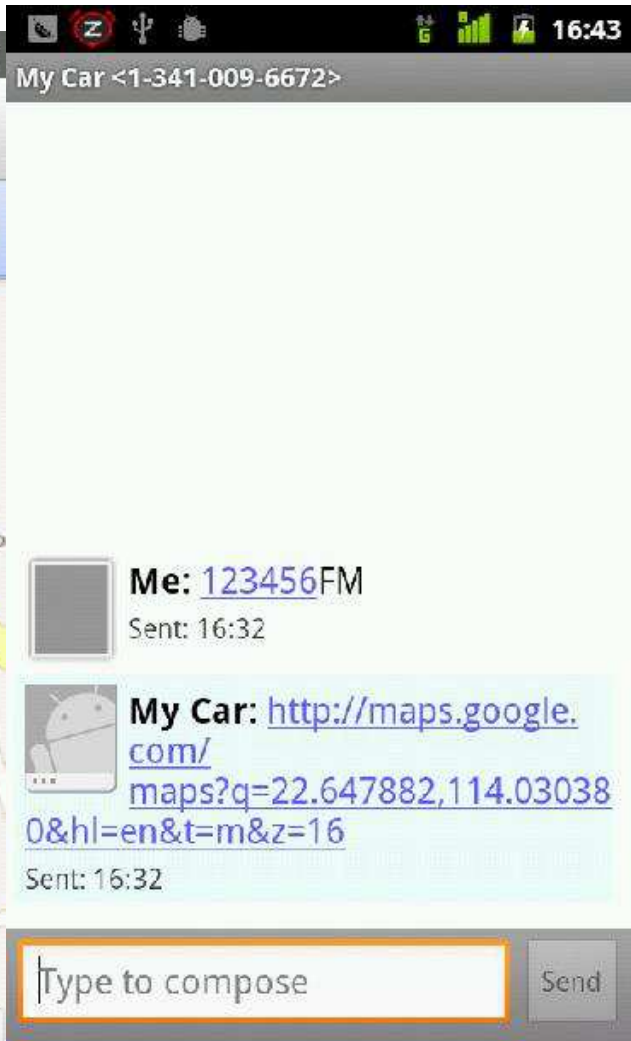 16:43
My Car <1-341-009-6672>
Me: 123456FM
Sent: 16:32
My Car: http://maps.google.
com/
maps?q=22.647882,114.03038
0&hl=en&t=m&z=16
Sent: 16:32
Type to compose
Send